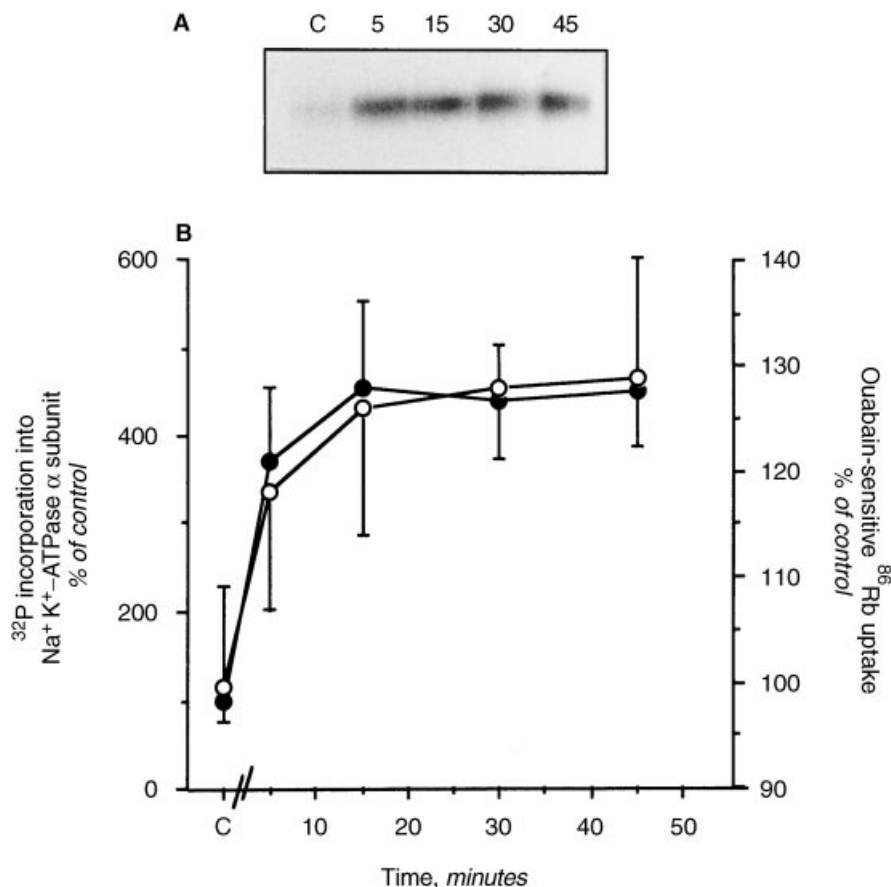 A
C 5 15 30 45
B
600
400
200
0
³²P incorporation into
Na⁺ K⁺–ATPase α subunit
% of control
140
130
120
110
100
90
Ouabain-sensitive ⁸⁶Rb uptake
% of control
C 10 20 30 40 50
Time, minutes